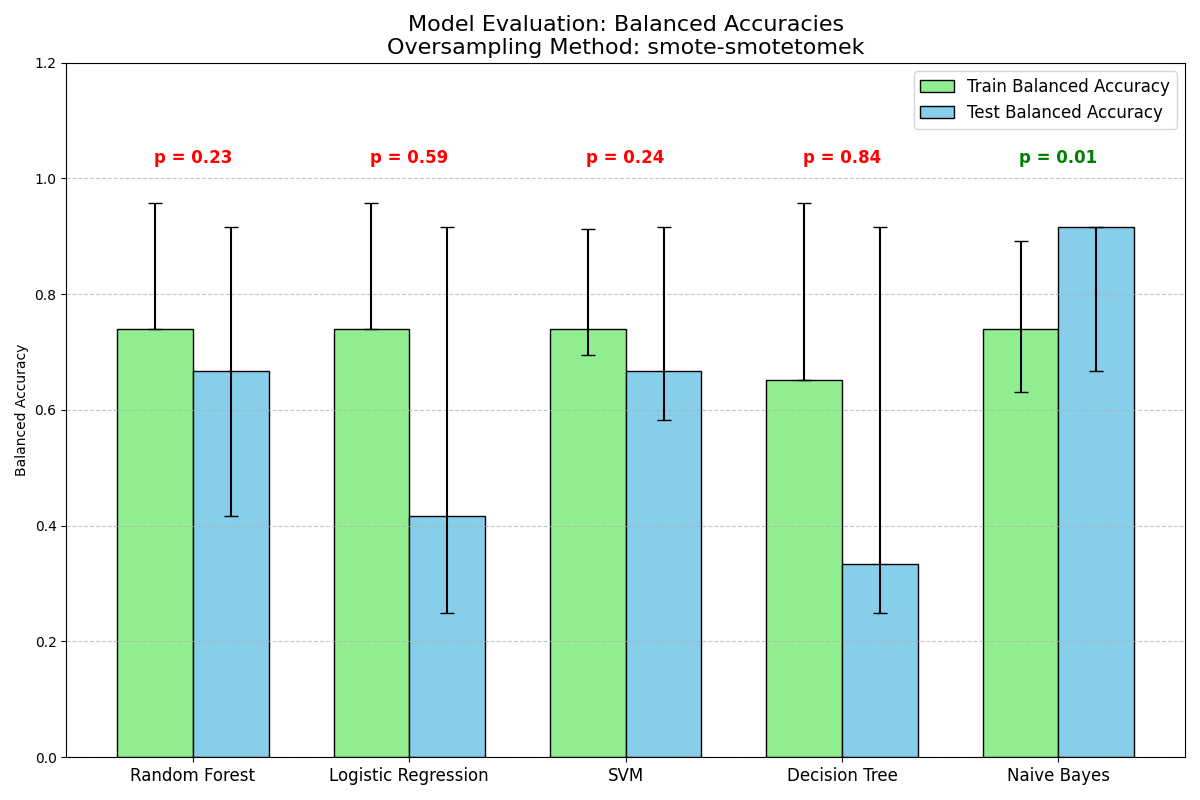 Model Evaluation: Balanced Accuracies
Oversampling Method: smote-smotetomek
Train Balanced Accuracy
Test Balanced Accuracy
p = 0.23
p = 0.59
p = 0.24
p = 0.84
p = 0.01
Balanced Accuracy
1.2
1.0
0.8
0.6
0.4
0.2
0.0
Random Forest
Logistic Regression
SVM
Decision Tree
Naive Bayes